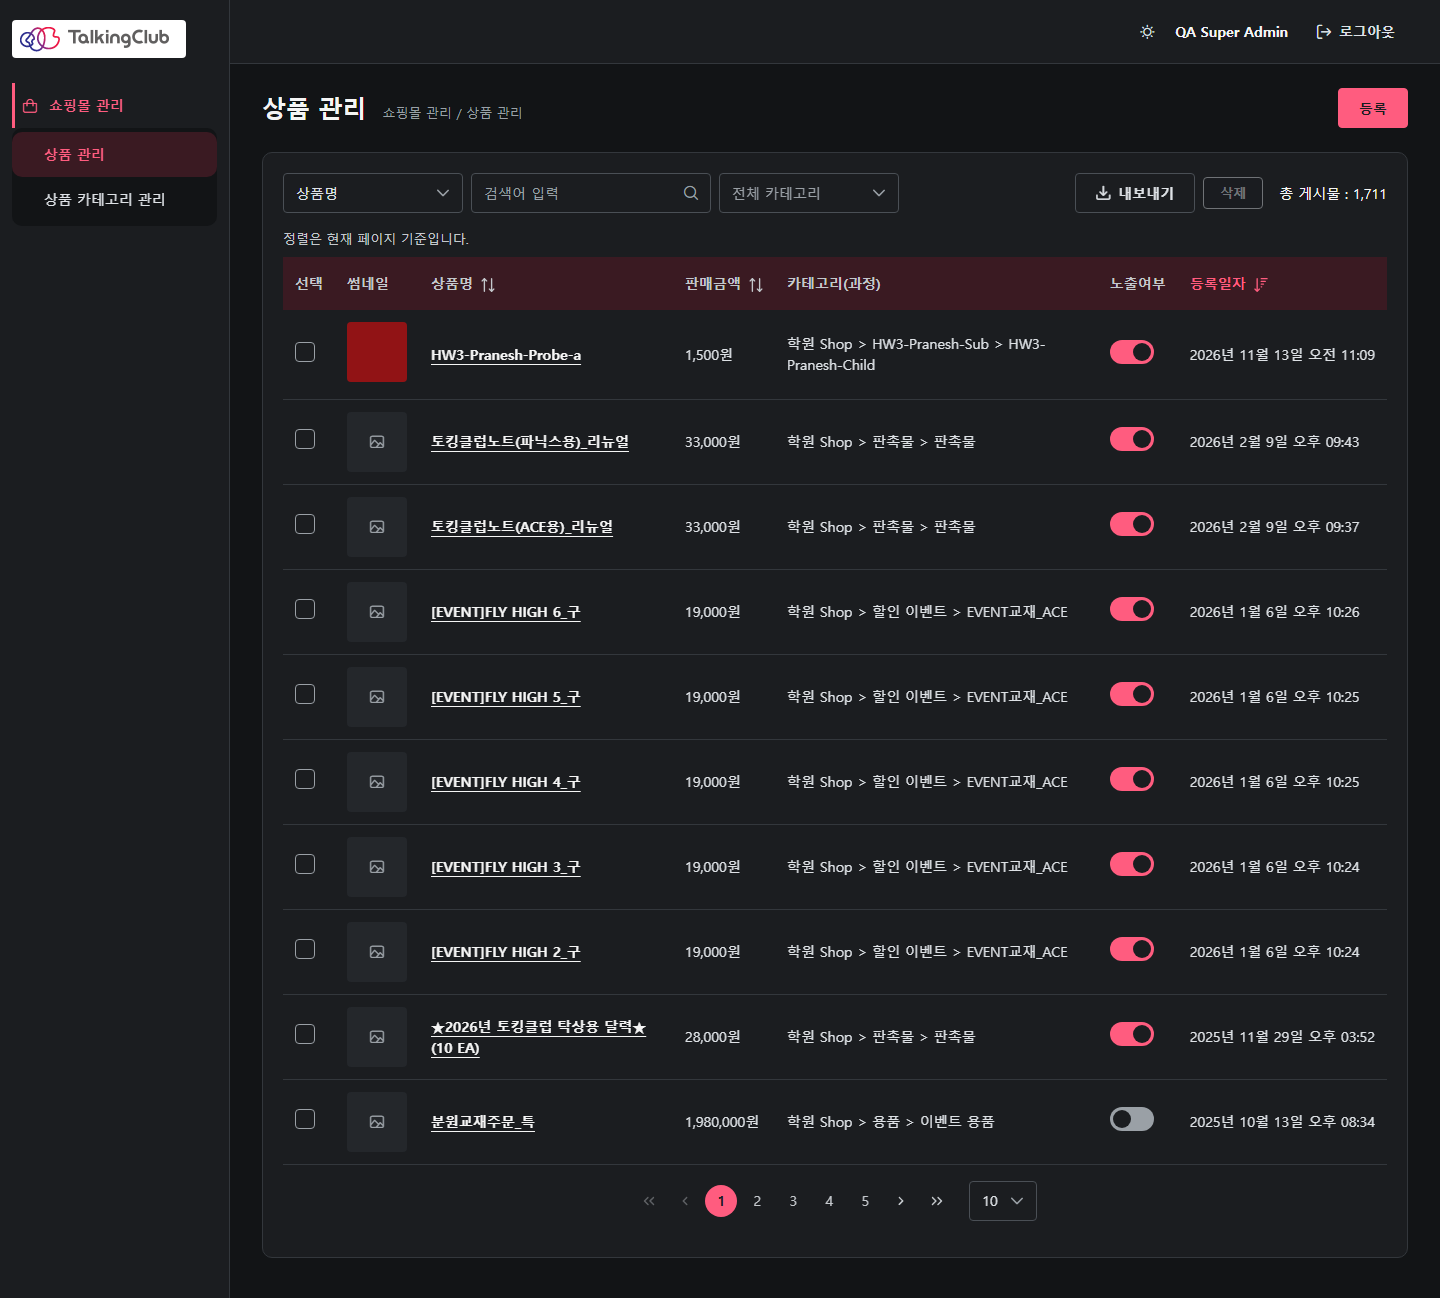 TalkingClub
QA Super Admin
로그아웃
쇼핑몰 관리
상품 관리
상품 카테고리 관리
상품 관리
쇼핑몰 관리 / 상품 관리
등록
상품명
검색어 입력
전체 카테고리
내보내기
삭제
총 게시물 : 1,711
정렬은 현재 페이지 기준입니다.
선택 썸네일 상품명 판매금액 카테고리(과정) 노출여부 등록일자
HW3-Pranesh-Probe-a 1,500원 학원 Shop > HW3-Pranesh-Sub > HW3-
Pranesh-Child 2026년 11월 13일 오전 11:09
토킹클럽노트(파닉스용)_리뉴얼 33,000원 학원 Shop > 판촉물 > 판촉물 2026년 2월 9일 오후 09:43
토킹클럽노트(ACE용)_리뉴얼 33,000원 학원 Shop > 판촉물 > 판촉물 2026년 2월 9일 오후 09:37
[EVENT]FLY HIGH 6_구 19,000원 학원 Shop > 할인 이벤트 > EVENT교재_ACE 2026년 1월 6일 오후 10:26
[EVENT]FLY HIGH 5_구 19,000원 학원 Shop > 할인 이벤트 > EVENT교재_ACE 2026년 1월 6일 오후 10:25
[EVENT]FLY HIGH 4_구 19,000원 학원 Shop > 할인 이벤트 > EVENT교재_ACE 2026년 1월 6일 오후 10:25
[EVENT]FLY HIGH 3_구 19,000원 학원 Shop > 할인 이벤트 > EVENT교재_ACE 2026년 1월 6일 오후 10:24
[EVENT]FLY HIGH 2_구 19,000원 학원 Shop > 할인 이벤트 > EVENT교재_ACE 2026년 1월 6일 오후 10:24
★2026년 토킹클럽 탁상용 달력★
(10 EA) 28,000원 학원 Shop > 판촉물 > 판촉물 2025년 11월 29일 오후 03:52
분원교재주문_특 1,980,000원 학원 Shop > 용품 > 이벤트 용품 2025년 10월 13일 오후 08:34
« ‹ 1 2 3 4 5 › » 10